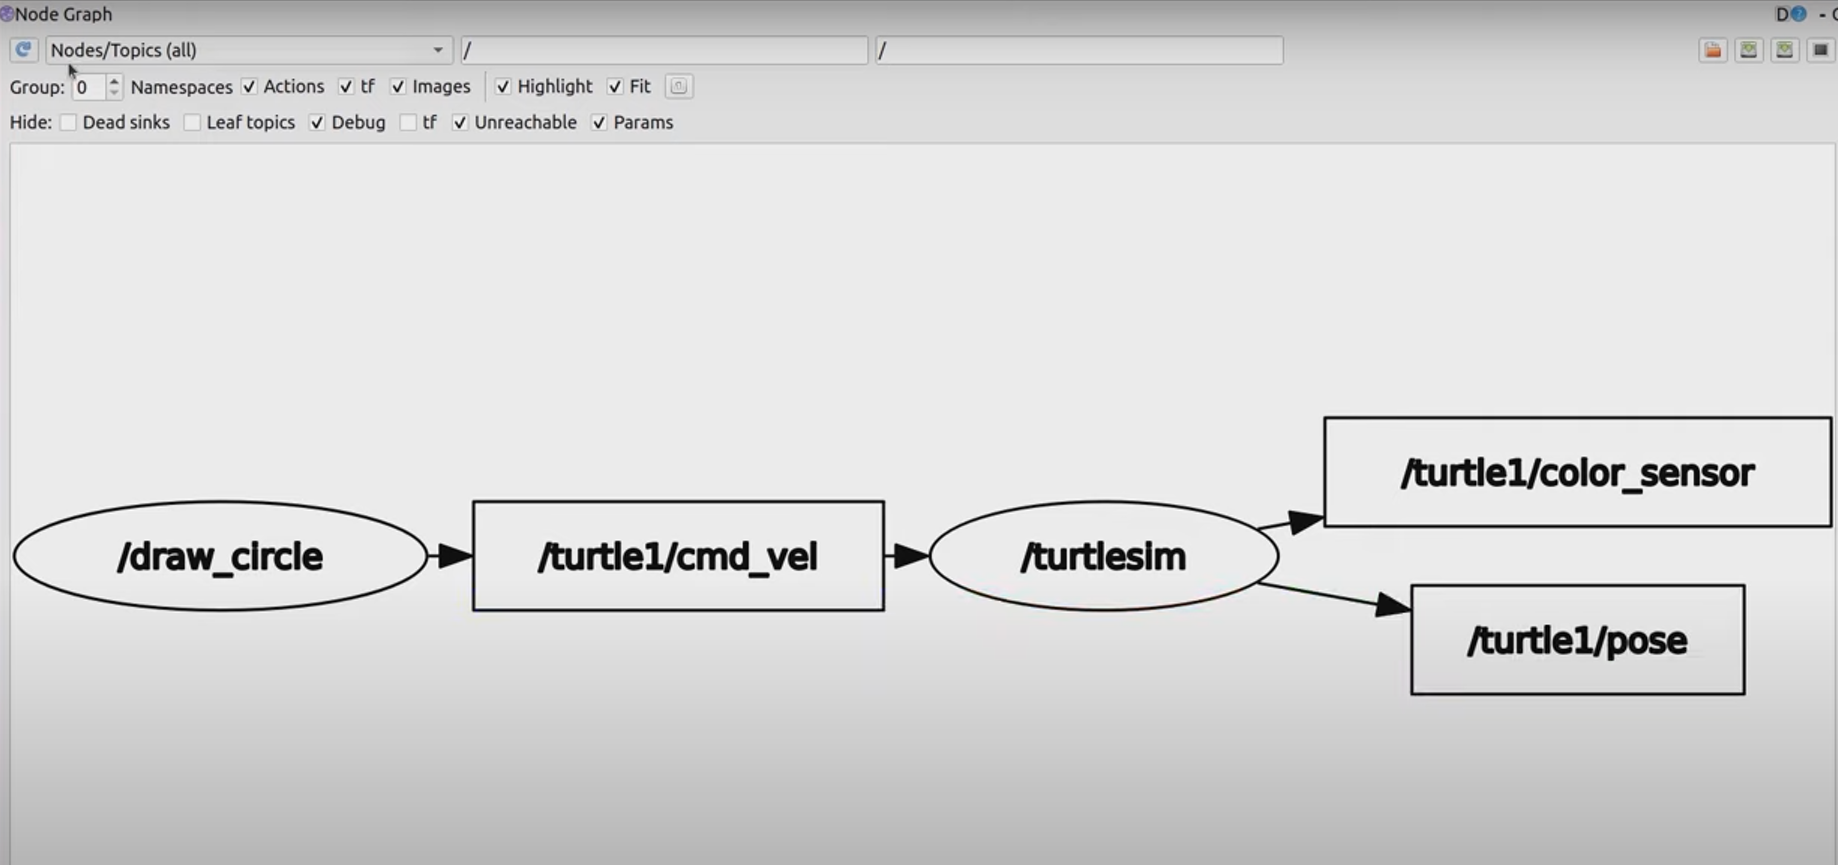 Node Graph
D
Nodes/Topics (all) / /
Group: 0 Namespaces Actions tf Images Highlight Fit
Hide: Dead sinks Leaf topics Debug tf Unreachable Params
/turtle1/color_sensor
/draw_circle /turtle1/cmd_vel /turtlesim
/turtle1/pose